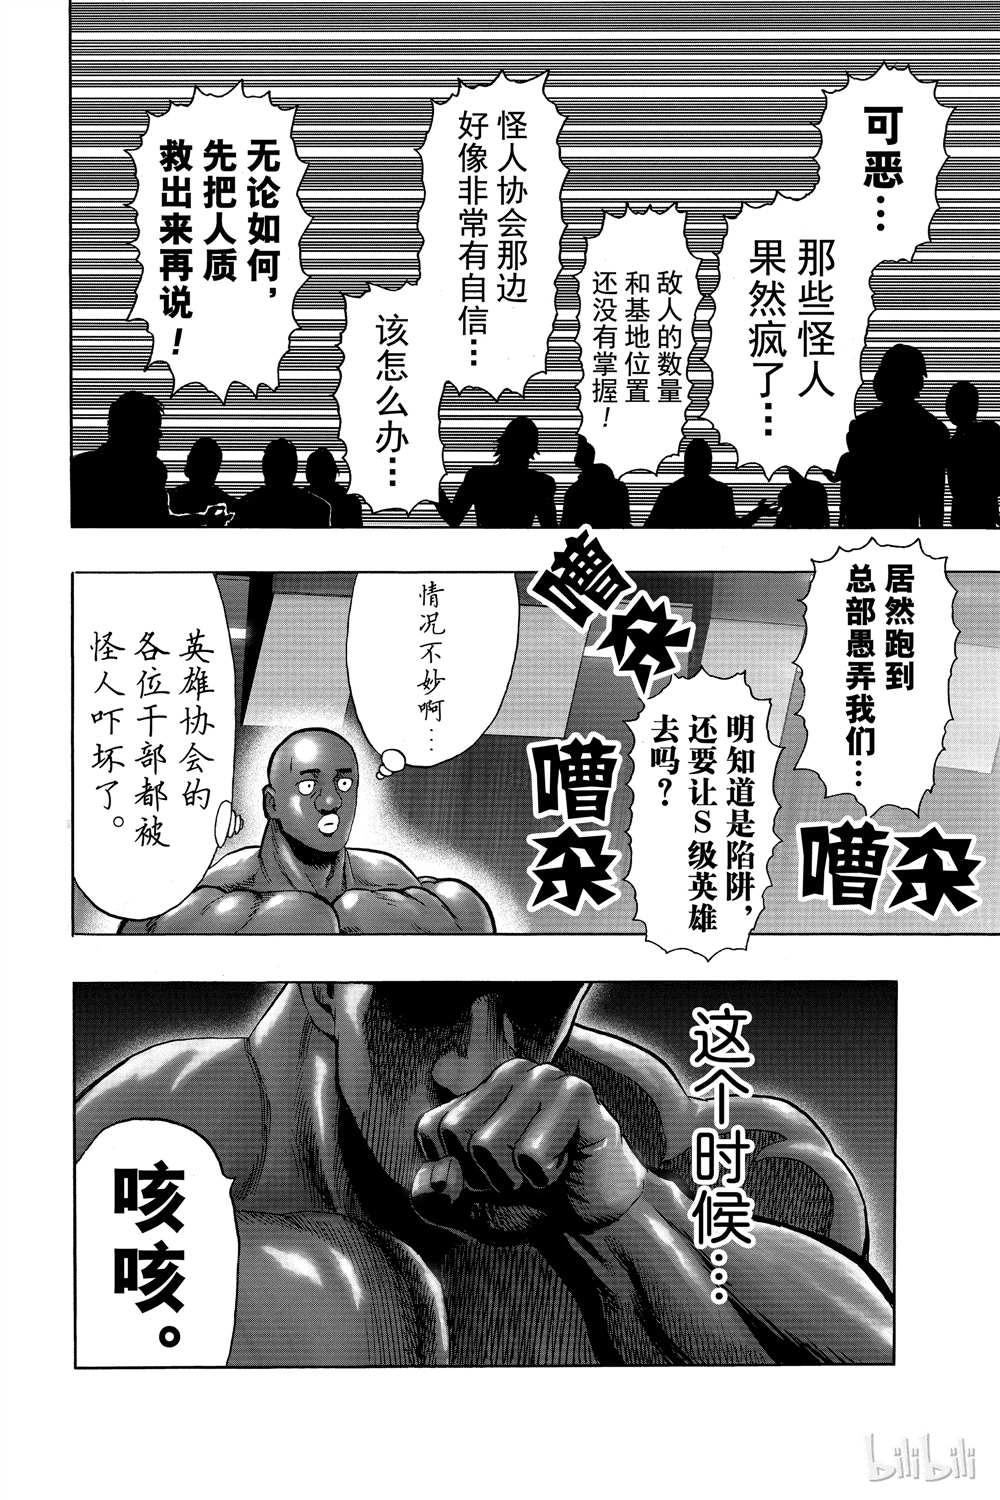 可恶…
那些怪人
果然疯了…
敌人的数量
和基地位置
还没有掌握！
怪人协会那边
好像非常有自信…
该怎么办…
无论如何，
先把人质
救出来再说！
居然跑到
总部愚弄我们…
嘈杂
明知道是陷阱，
还要让S级英雄
去吗？
嘈杂
嘈杂
情况不妙啊…
英雄协会的
各位干部都被
怪人吓坏了。
这个时候…
咳
咳。
bilibili